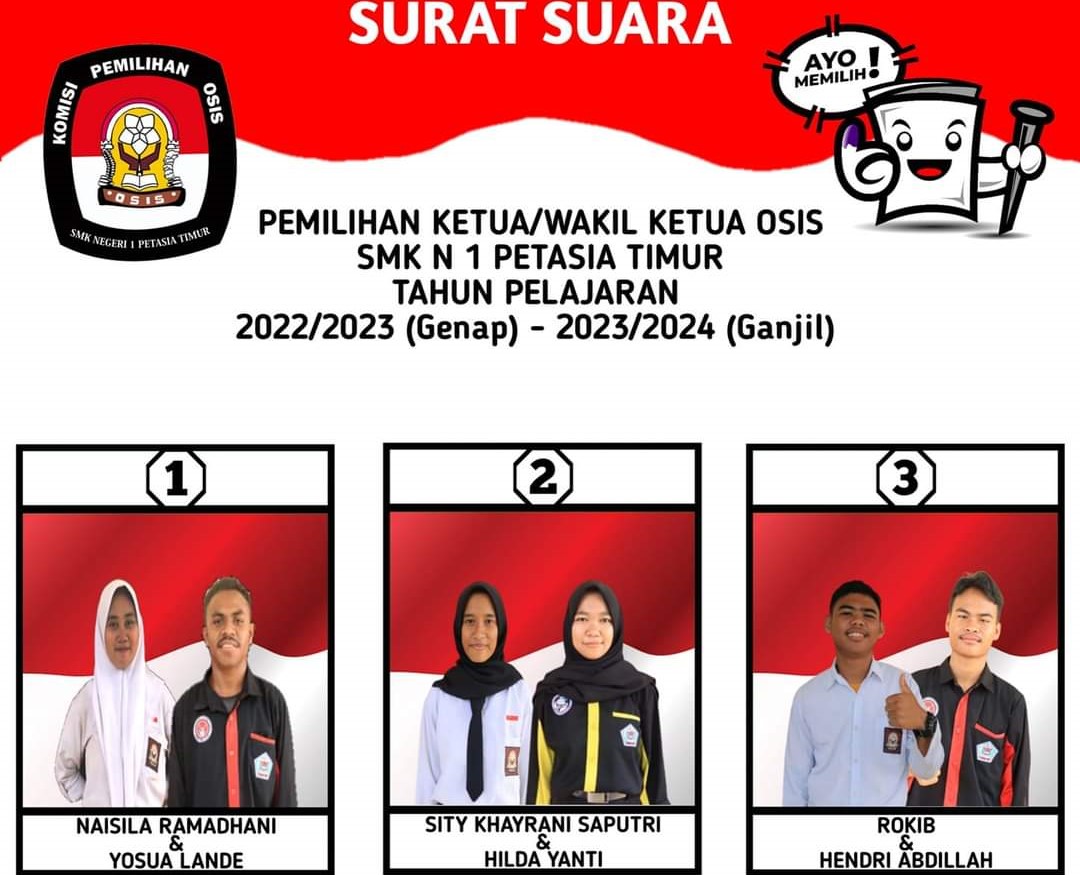 SURAT SUARA
KOMISI PEMILIHAN OSIS
OSIS
SMK NEGERI 1 PETASIA TIMUR
AYO
MEMILIH!
PEMILIHAN KETUA/WAKIL KETUA OSIS
SMK N 1 PETASIA TIMUR
TAHUN PELAJARAN
2022/2023 (Genap) - 2023/2024 (Ganjil)
1
NAISILA RAMADHANI
&
YOSUA LANDE
2
SITY KHAYRANI SAPUTRI
&
HILDA YANTI
3
ROKIB
&
HENDRI ABDILLAH